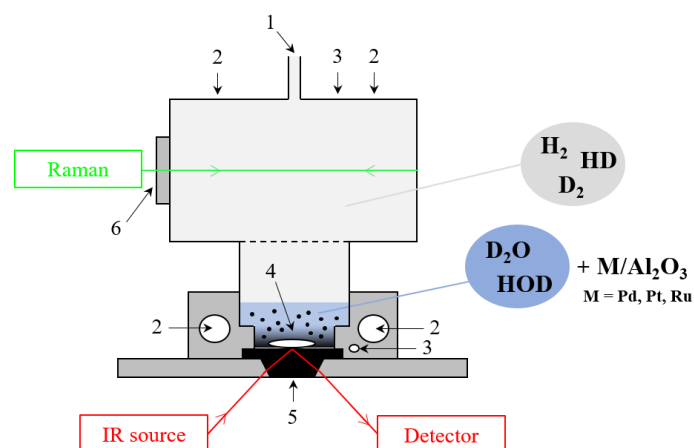 1
2
3
2
Raman
6
H₂ HD
D₂
4
D₂O
HOD
+ M/Al₂O₃
M = Pd, Pt, Ru
2
2
3
5
IR source
Detector